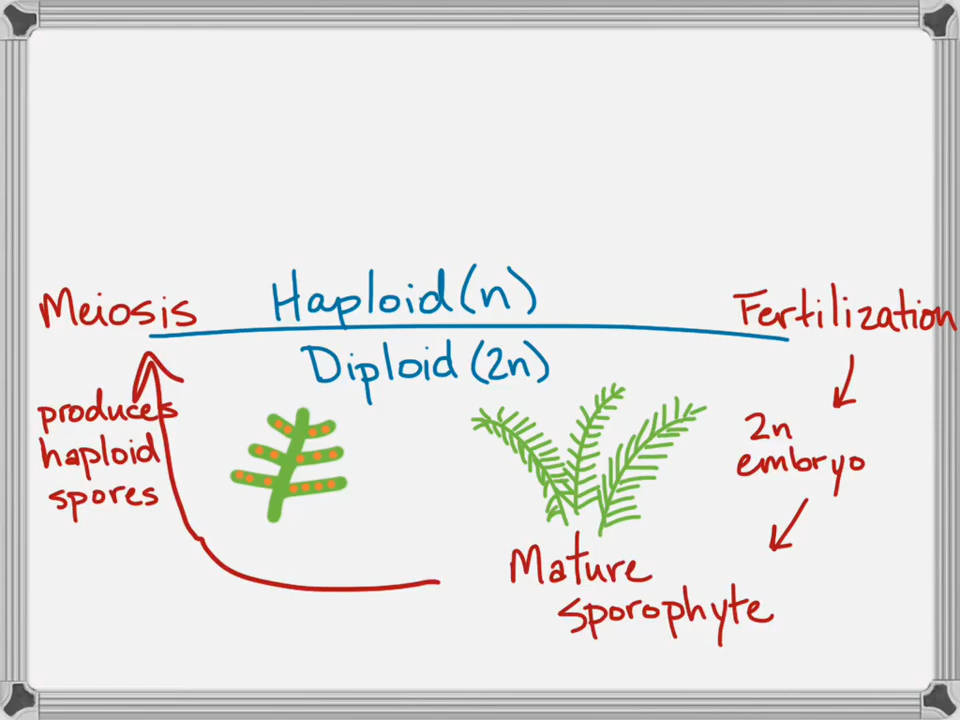 Haploid (n)
Meiosis
Fertilization
Diploid (2n)
produces
haploid
spores
2n
embryo
Mature
sporophyte